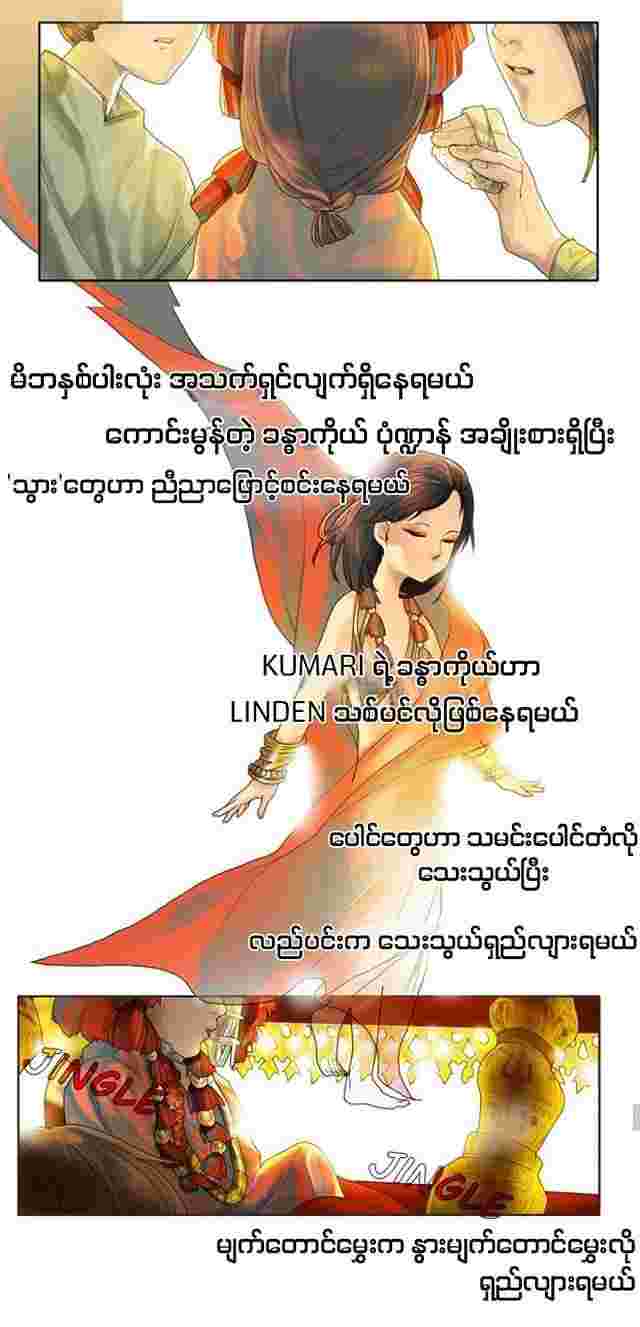 မိဘနှစ်ပါးလုံး အသက်ရှင်လျက်ရှိနေရမယ်
ကောင်းမွန်တဲ့ ခန္ဓာကိုယ် ပုံဏ္ဍာန် အချိုးစားရှိပြီး
'သွား'တွေဟာ ညီညာဖြောင့်စင်းနေရမယ်
KUMARI ရဲ့ ခန္ဓာကိုယ်ဟာ
LINDEN သစ်ပင်လိုဖြစ်နေရမယ်
ပေါင်တွေဟာ သမင်းပေါင်တံလို
သေးသွယ်ပြီး
လည်ပင်းက သေးသွယ်ရှည်လျားရမယ်
JINGLE
JINGLE
မျက်တောင်မွှေးက နွားမျက်တောင်မွှေးလို
ရှည်လျားရမယ်